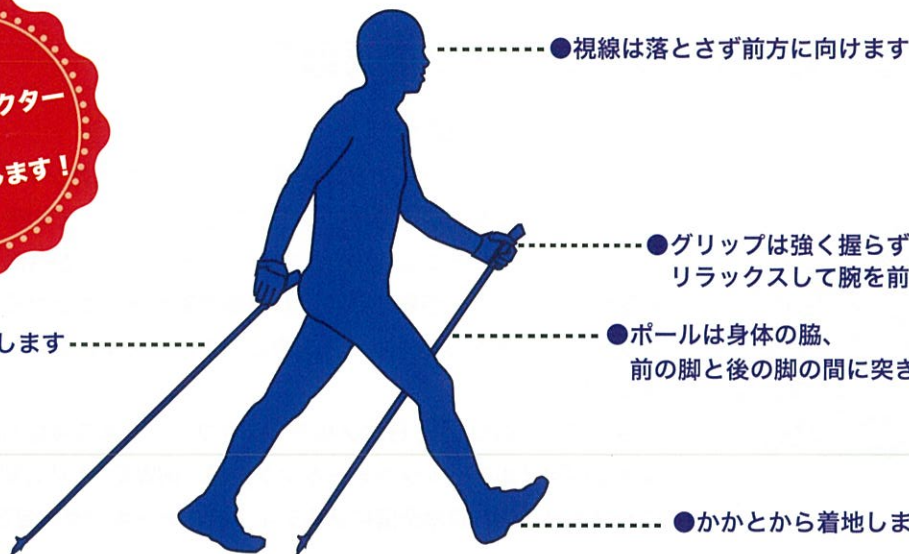 クター
します！
●視線は落とさず前方に向けます
●グリップは強く握らず
リラックスして腕を前
します
●ポールは身体の脇、
前の脚と後の脚の間に突き
●かかとから着地しま